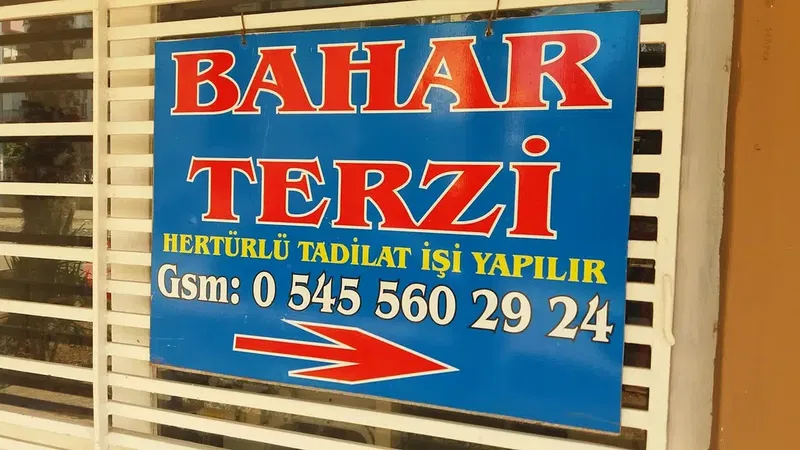 BAHAR
TERZİ
HERTÜRLÜ TADİLAT İŞİ YAPILIR
Gsm: 0 545 560 29 24